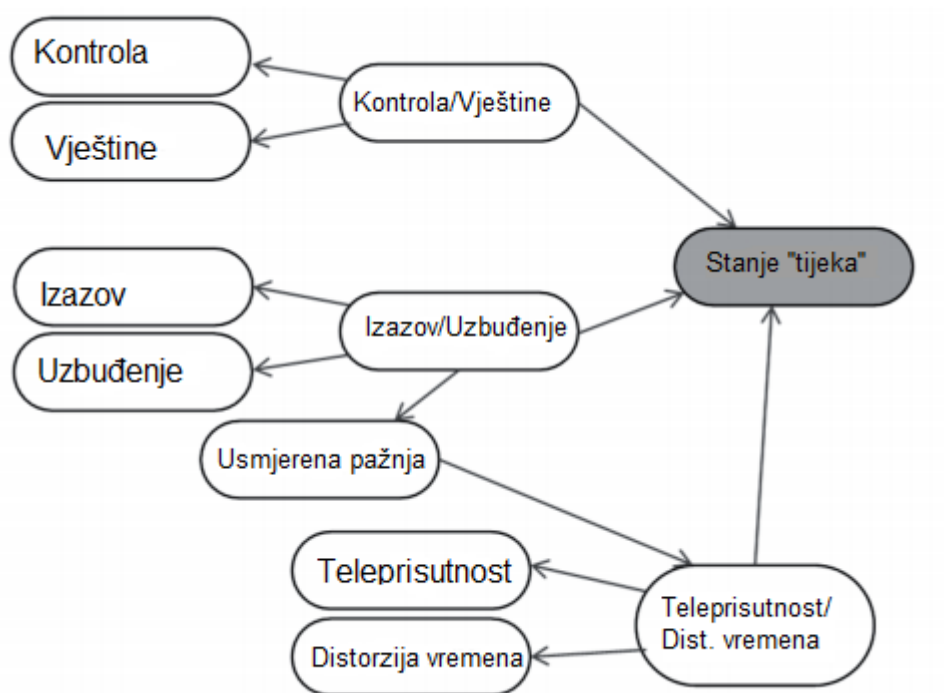 Kontrola
Kontrola/Vještine
Vještine
Stanje "tijeka"
Izazov
Izazov/Uzbuđenje
Uzbuđenje
Usmjerena pažnja
Teleprisutnost
Teleprisutnost/
Dist. vremena
Distorzija vremena